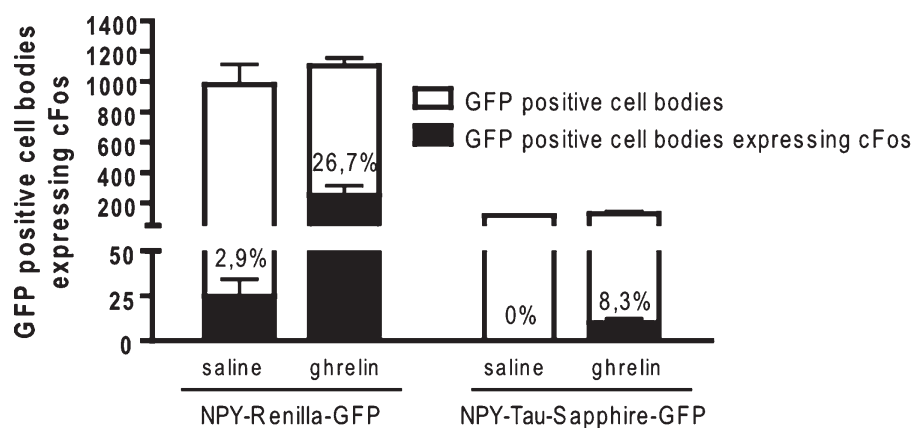 GFP positive cell bodies
expressing cFos
1400
1200
1000
800
600
400
200
50
25
0
GFP positive cell bodies
GFP positive cell bodies expressing cFos
2,9%
26,7%
0%
8,3%
saline
ghrelin
saline
ghrelin
NPY-Renilla-GFP
NPY-Tau-Sapphire-GFP